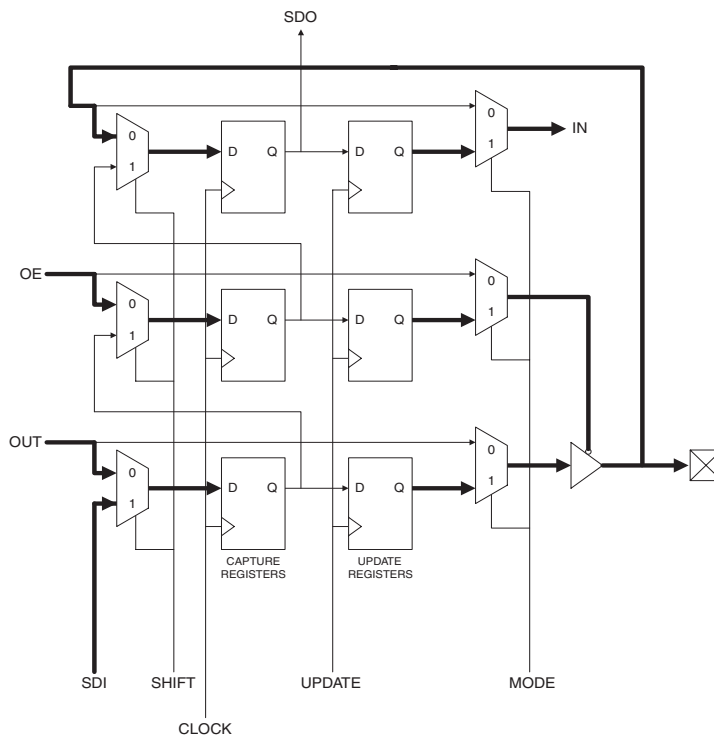 SDO
0
1
D Q
D Q
0
1
IN
OE
0
1
D Q
D Q
0
1
OUT
0
1
D Q
D Q
0
1
CAPTURE
REGISTERS
UPDATE
REGISTERS
SDI
SHIFT
UPDATE
MODE
CLOCK